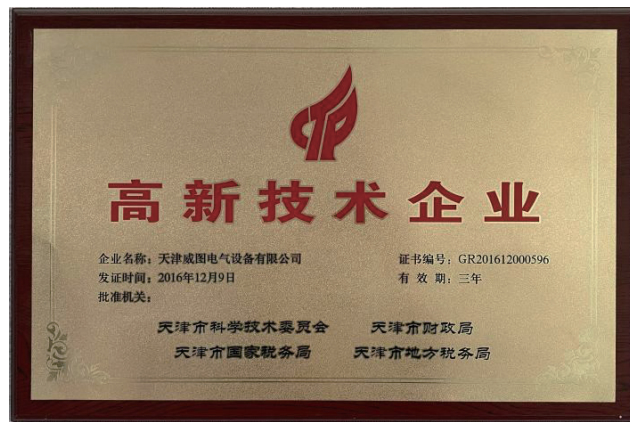 高新技术企业
企业名称：天津威图电气设备有限公司 证书编号：GR201612000596
发证时间：2016年12月9日 有 效 期：三年
批准机关：
天津市科学技术委员会 天津市财政局
天津市国家税务局 天津市地方税务局